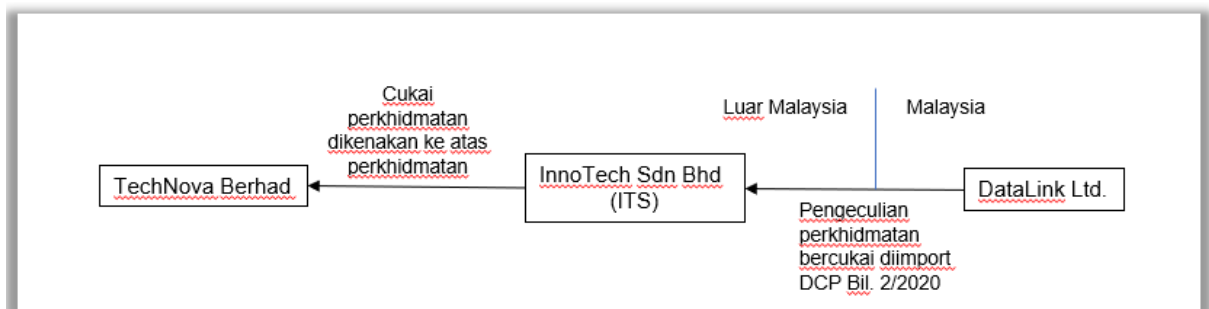 Cukai
perkhidmatan
dikenakan ke atas
perkhidmatan
Luar Malaysia
Malaysia
TechNova Berhad
InnoTech Sdn Bhd
(ITS)
DataLink Ltd.
Pengeculian
perkhidmatan
bercukai diimport
DCP Bil. 2/2020